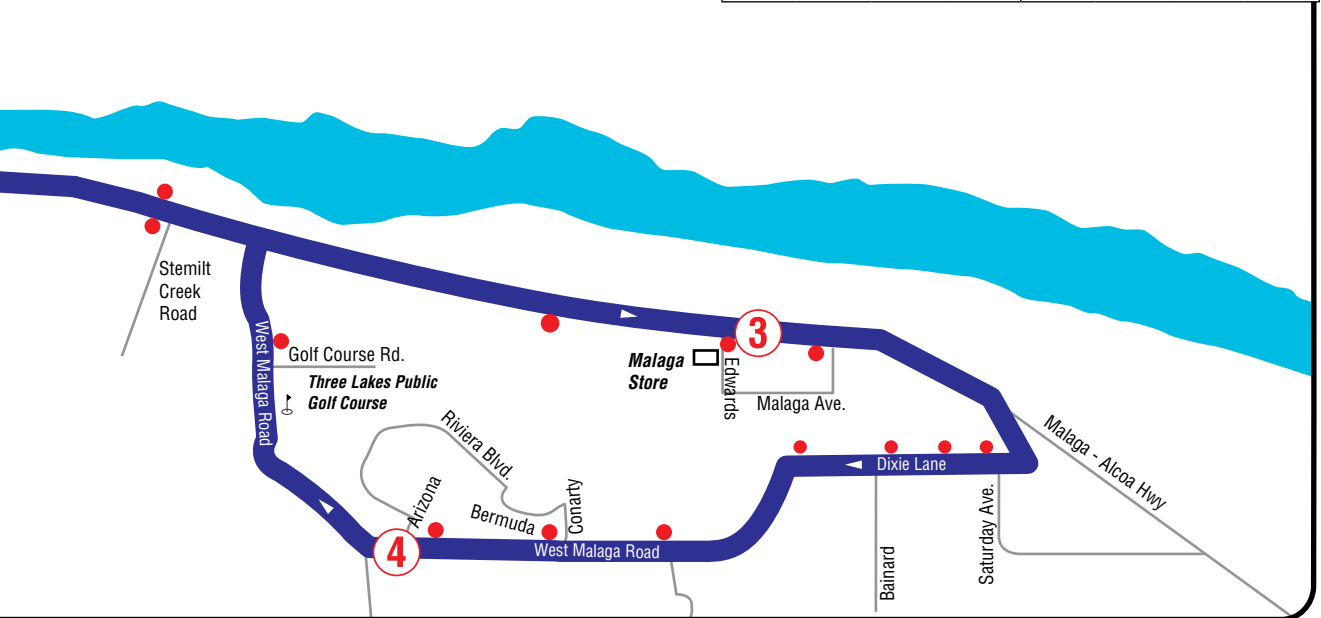 Stemilt
Creek
Road
West Malaga Road
Golf Course Rd.
Three Lakes Public
Golf Course
3
Malaga
Store
Edwards
Malaga Ave.
Riviera Blvd.
Arizona
Bermuda
Conarty
4
West Malaga Road
Dixie Lane
Malaga - Alcoa Hwy
Saturday Ave.
Bainard